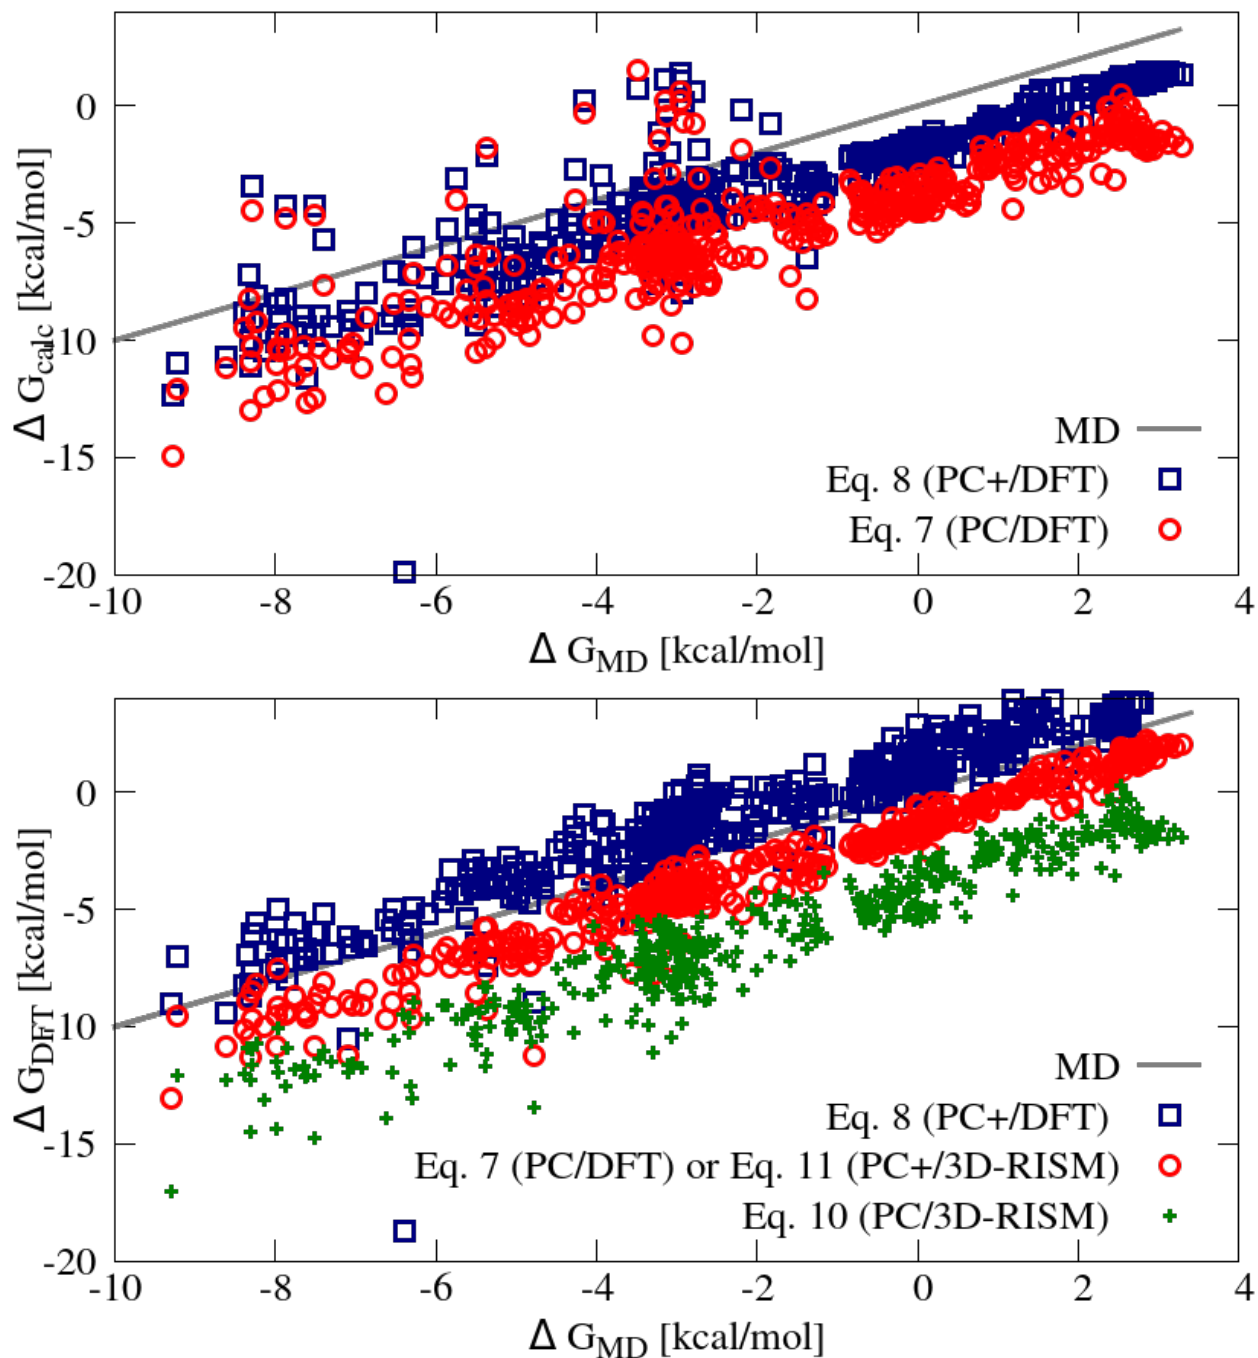 0
-5
-10
-15
-20
Δ G_calc [kcal/mol]
MD
Eq. 8 (PC+/DFT)
Eq. 7 (PC/DFT)
-10 -8 -6 -4 -2 0 2 4
Δ G_MD [kcal/mol]
0
-5
-10
-15
-20
Δ G_DFT [kcal/mol]
MD
Eq. 8 (PC+/DFT)
Eq. 7 (PC/DFT) or Eq. 11 (PC+/3D-RISM)
Eq. 10 (PC/3D-RISM)
-10 -8 -6 -4 -2 0 2 4
Δ G_MD [kcal/mol]